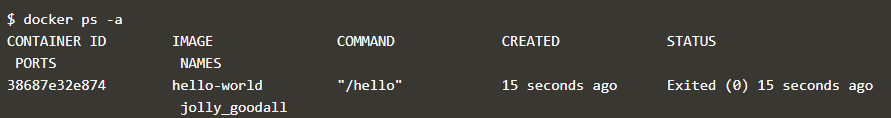 $ docker ps -a
CONTAINER ID        IMAGE               COMMAND             CREATED             STATUS
 PORTS               NAMES
38687e32e874        hello-world         "/hello"            15 seconds ago      Exited (0) 15 seconds ago
                     jolly_goodall